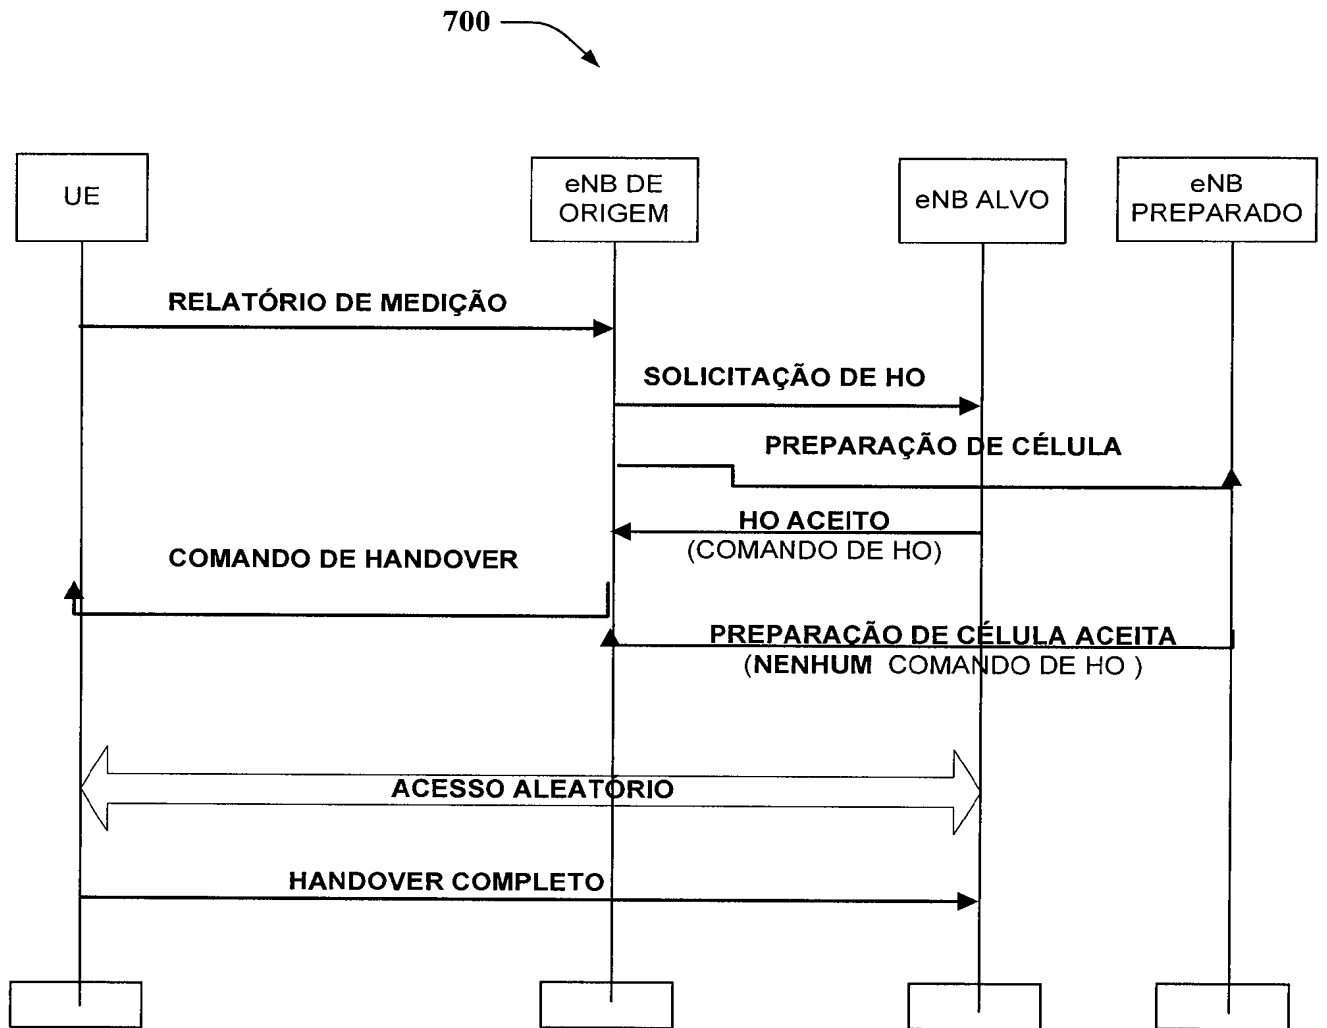 700
UE
eNB DE
ORIGEM
eNB ALVO
eNB
PREPARADO
RELATÓRIO DE MEDIÇÃO
SOLICITAÇÃO DE HO
PREPARAÇÃO DE CÉLULA
HO ACEITO
(COMANDO DE HO)
COMANDO DE HANDOVER
PREPARAÇÃO DE CÉLULA ACEITA
(NENHUM COMANDO DE HO )
ACESSO ALEATÓRIO
HANDOVER COMPLETO